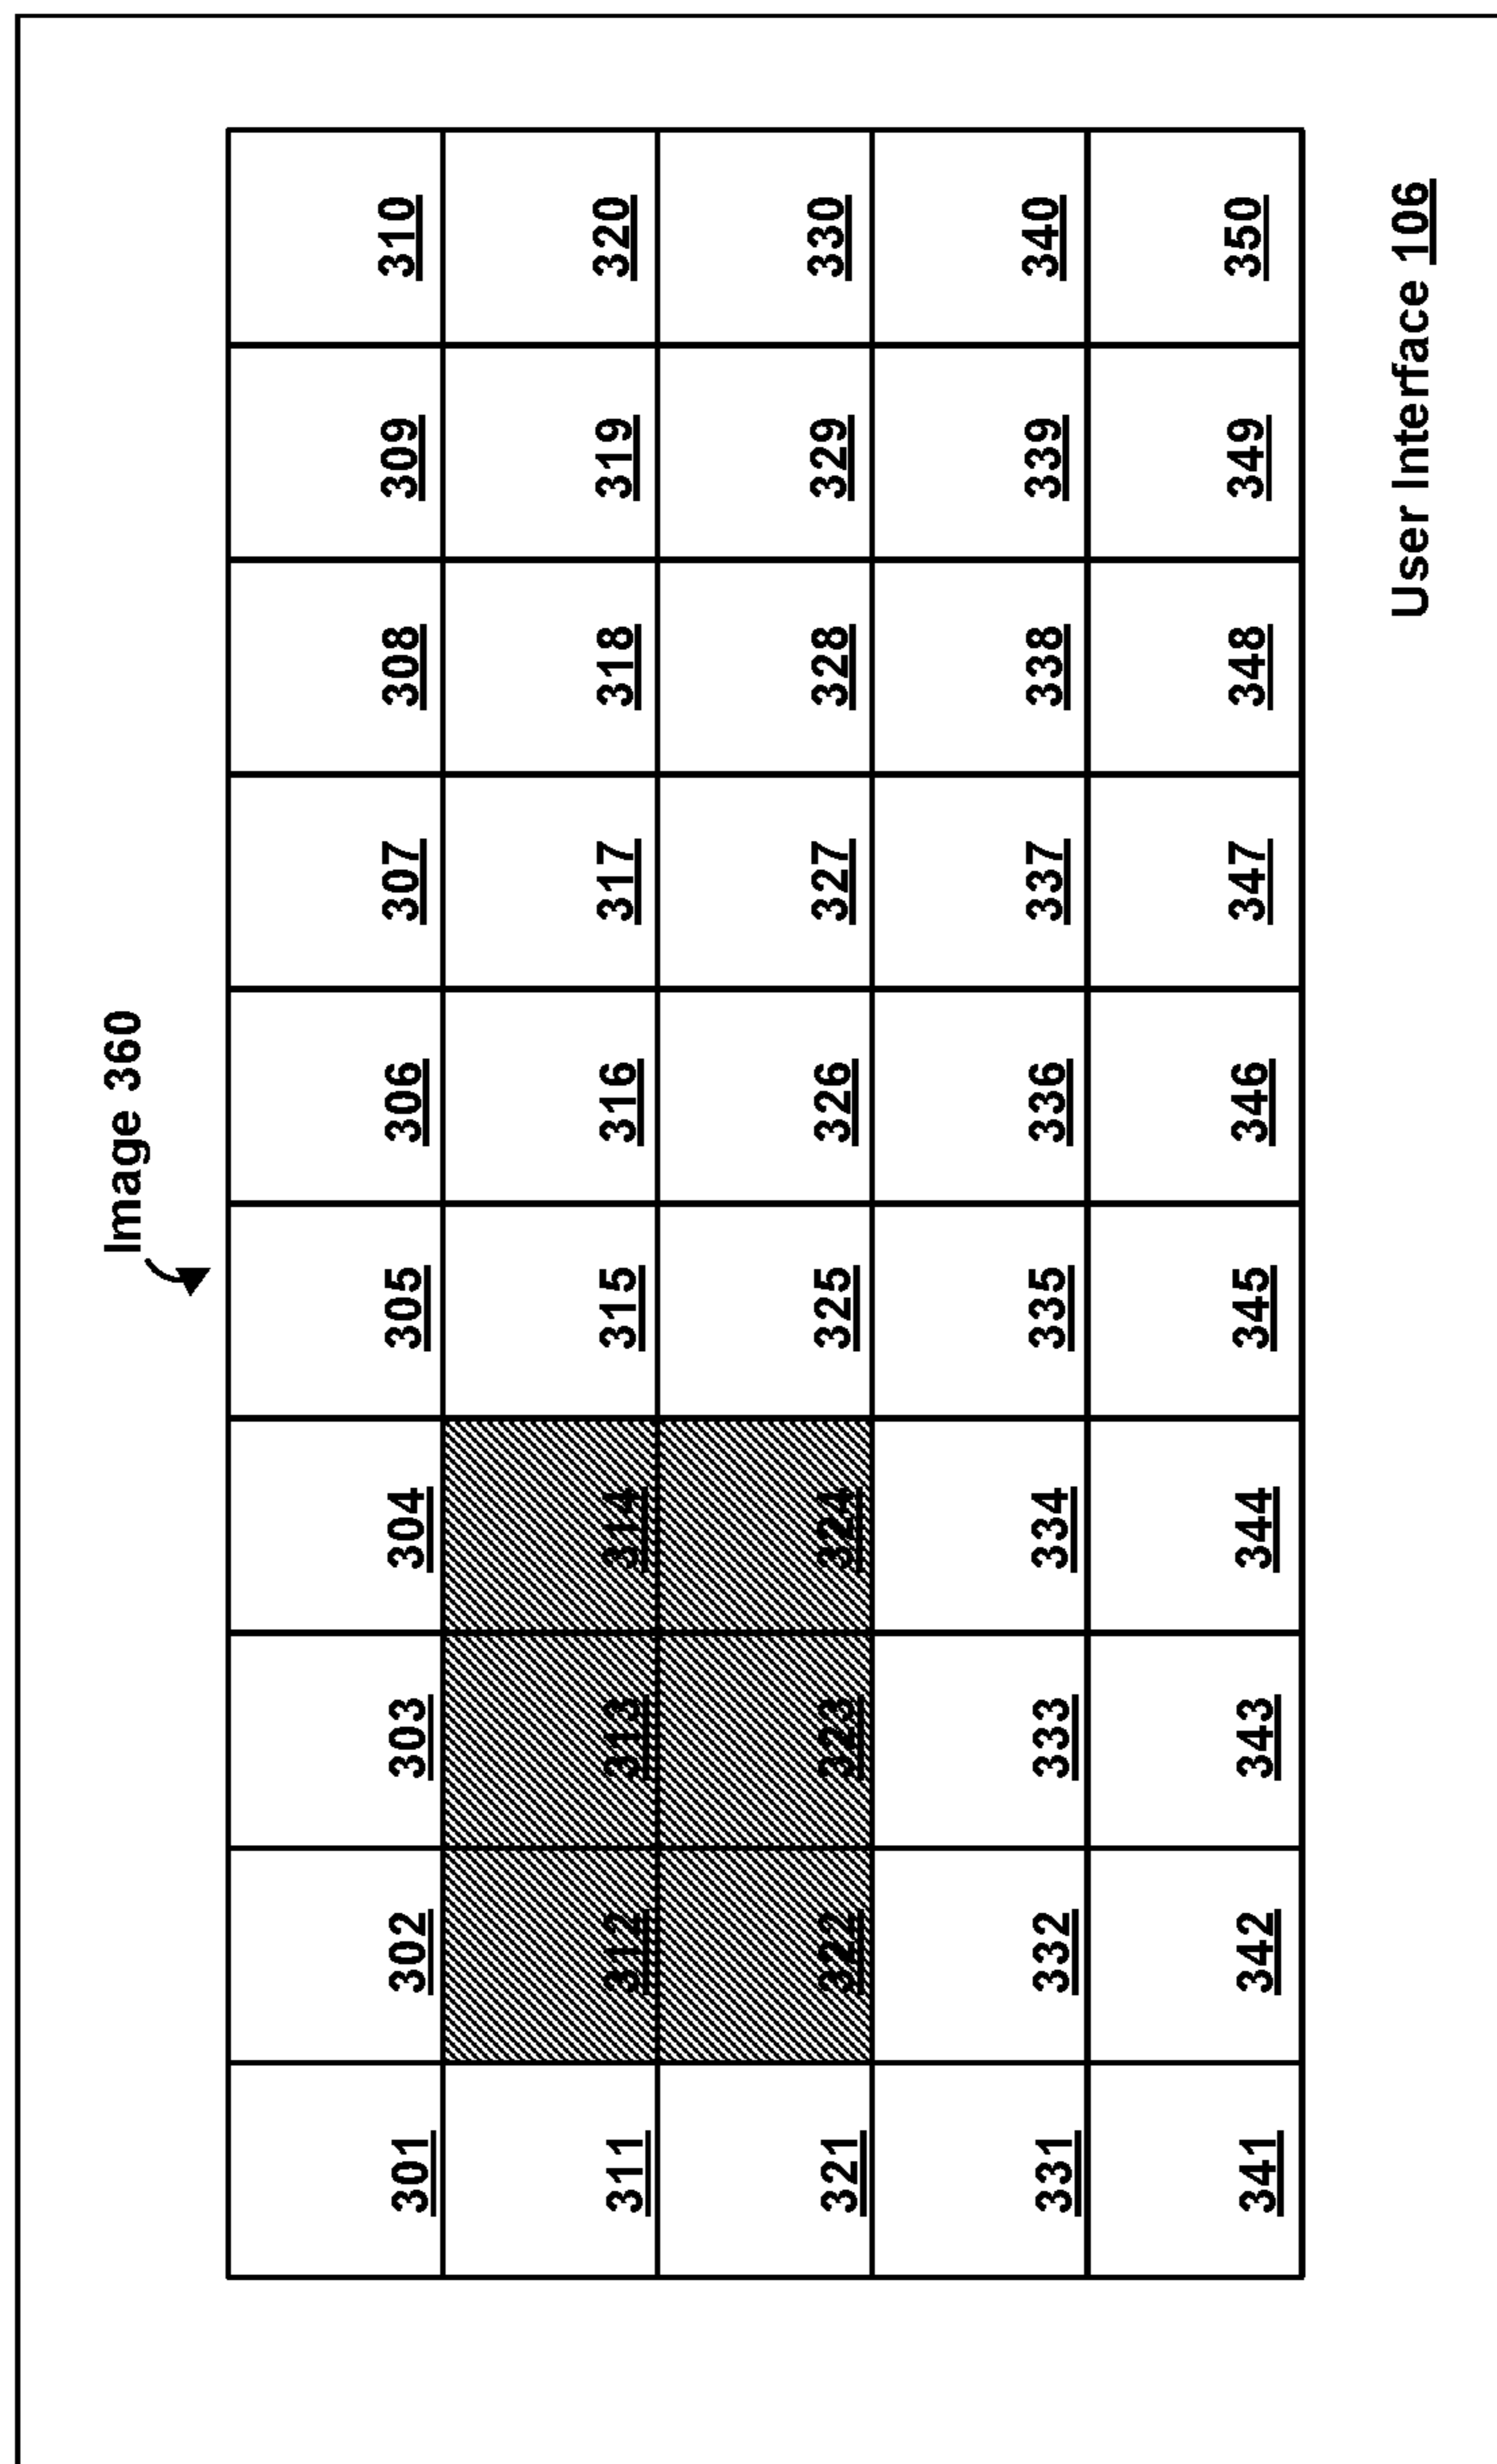 Image 360
301 302 303 304 305 306 307 308 309 310
311 312 313 314 315 316 317 318 319 320
321 322 323 324 325 326 327 328 329 330
331 332 333 334 335 336 337 338 339 340
341 342 343 344 345 346 347 348 349 350
User Interface 106